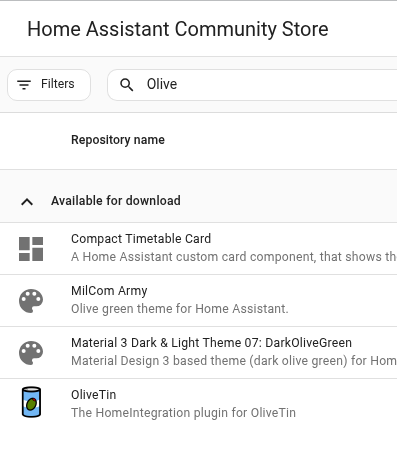 Home Assistant Community Store
Filters
Olive
Repository name
Available for download
Compact Timetable Card
A Home Assistant custom card component, that shows the
MilCom Army
Olive green theme for Home Assistant.
Material 3 Dark & Light Theme 07: DarkOliveGreen
Material Design 3 based theme (dark olive green) for Hom
OliveTin
The HomeIntegration plugin for OliveTin